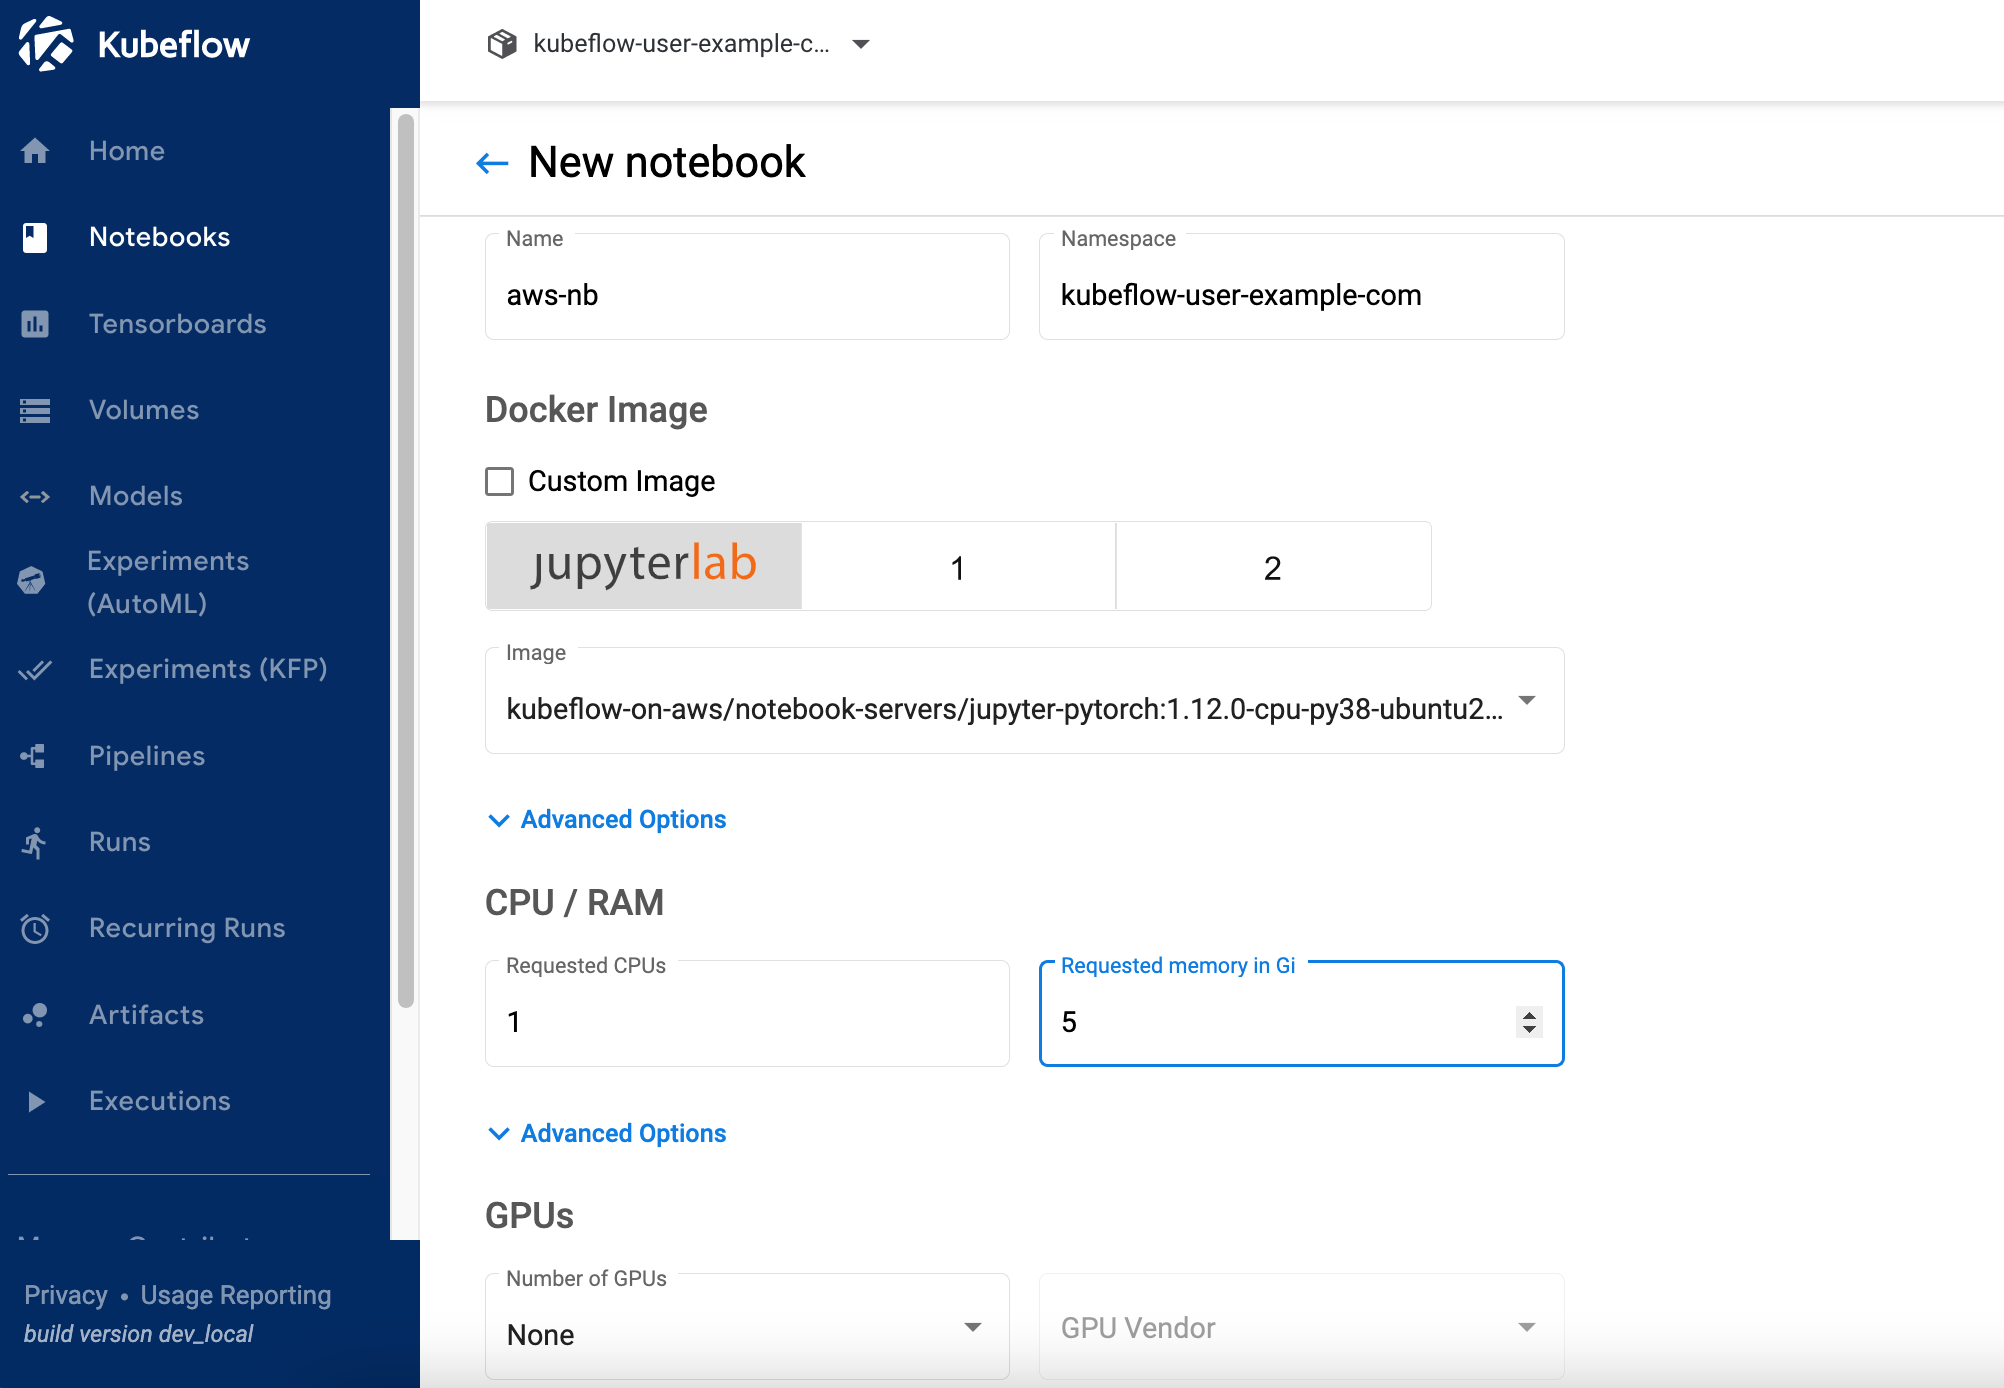 Kubeflow
kubeflow-user-example-c...
Home
Notebooks
Tensorboards
Volumes
Models
Experiments
(AutoML)
Experiments (KFP)
Pipelines
Runs
Recurring Runs
Artifacts
Executions
Privacy • Usage Reporting
build version dev_local
New notebook
Name
aws-nb
Namespace
kubeflow-user-example-com
Docker Image
Custom Image
jupyterlab
1
2
Image
kubeflow-on-aws/notebook-servers/jupyter-pytorch:1.12.0-cpu-py38-ubuntu2...
Advanced Options
CPU / RAM
Requested CPUs
1
Requested memory in Gi
5
Advanced Options
GPUs
Number of GPUs
None
GPU Vendor